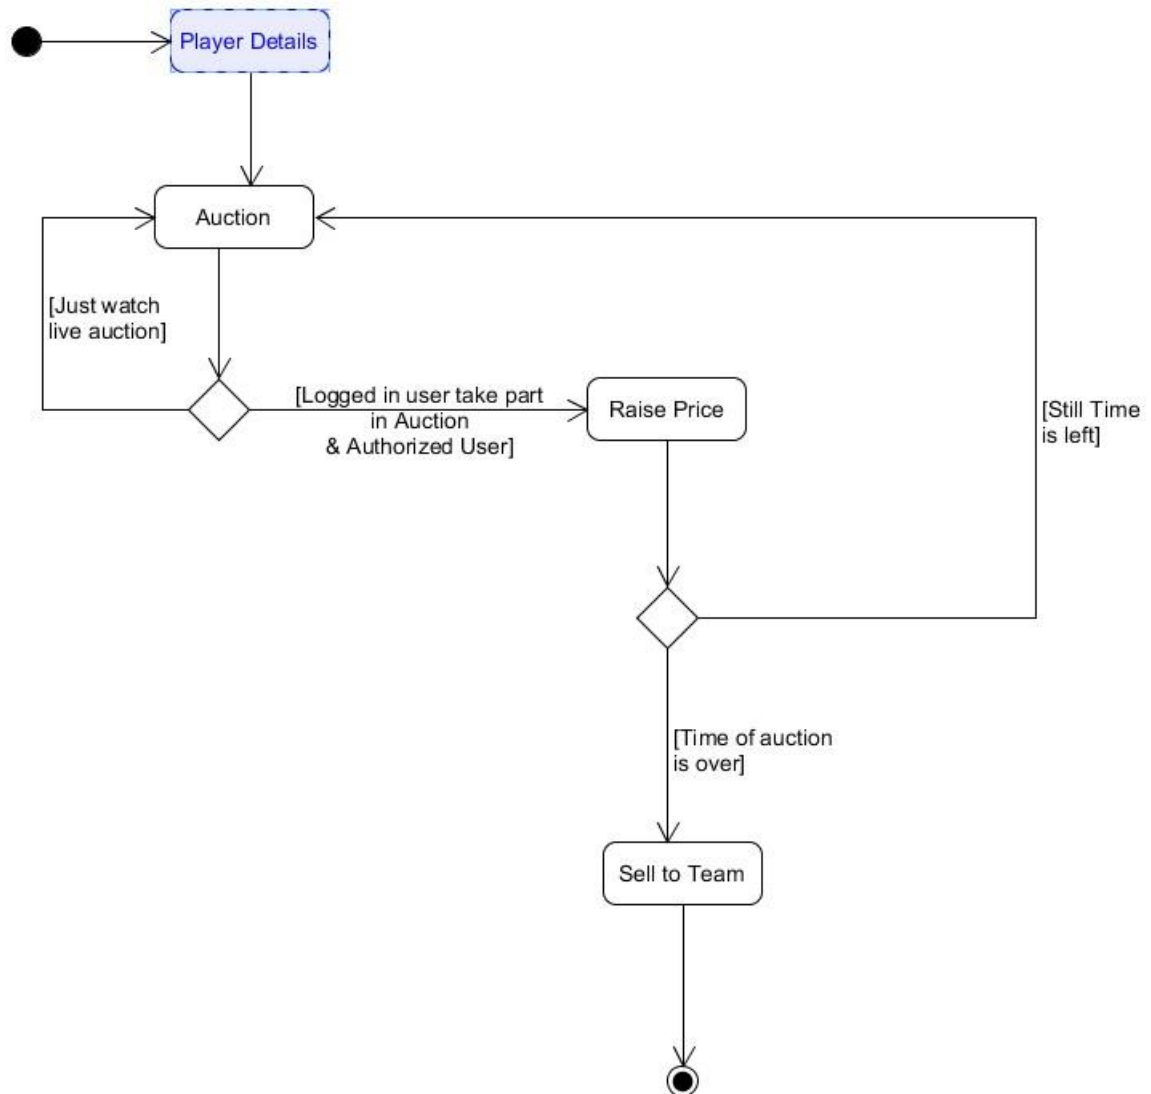 Player Details
Auction
[Just watch
live auction]
[Logged in user take part
in Auction
& Authorized User]
Raise Price
[Still Time
is left]
[Time of auction
is over]
Sell to Team